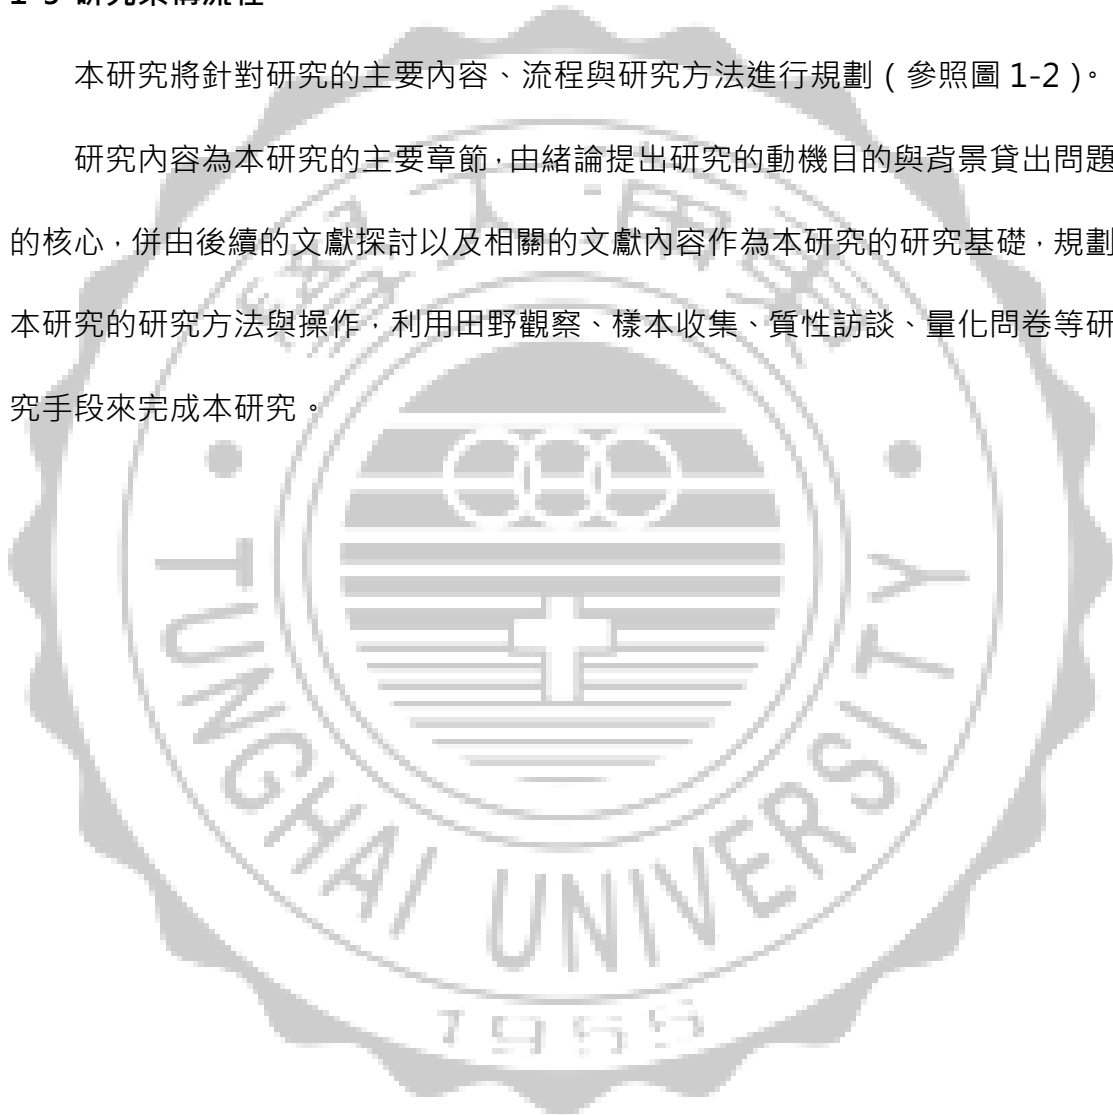 本研究將針對研究的主要內容、流程與研究方法進行規劃(參照圖 1-2)。
研究內容為本研究的主要章節,由緒論提出研究的動機目的與背景貸出問題
的核心,併由後續的文獻探討以及相關的文獻內容作為本研究的研究基礎,規劃
本研究的研究方法與操作,利用田野觀察、樣本收集、質性訪談、量化問卷等研
究手段來完成本研究。
TUNGHAI UNIVERSITY
1955